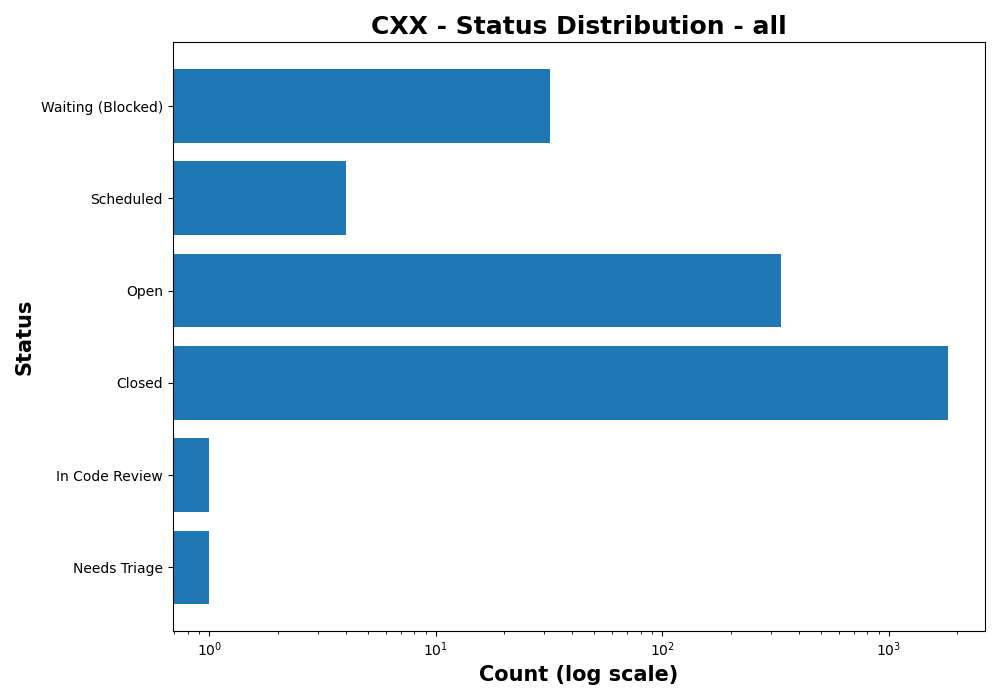 CXX - Status Distribution - all
Waiting (Blocked)
Scheduled
Open
Closed
In Code Review
Needs Triage
Status
10⁰
10¹
10²
10³
Count (log scale)